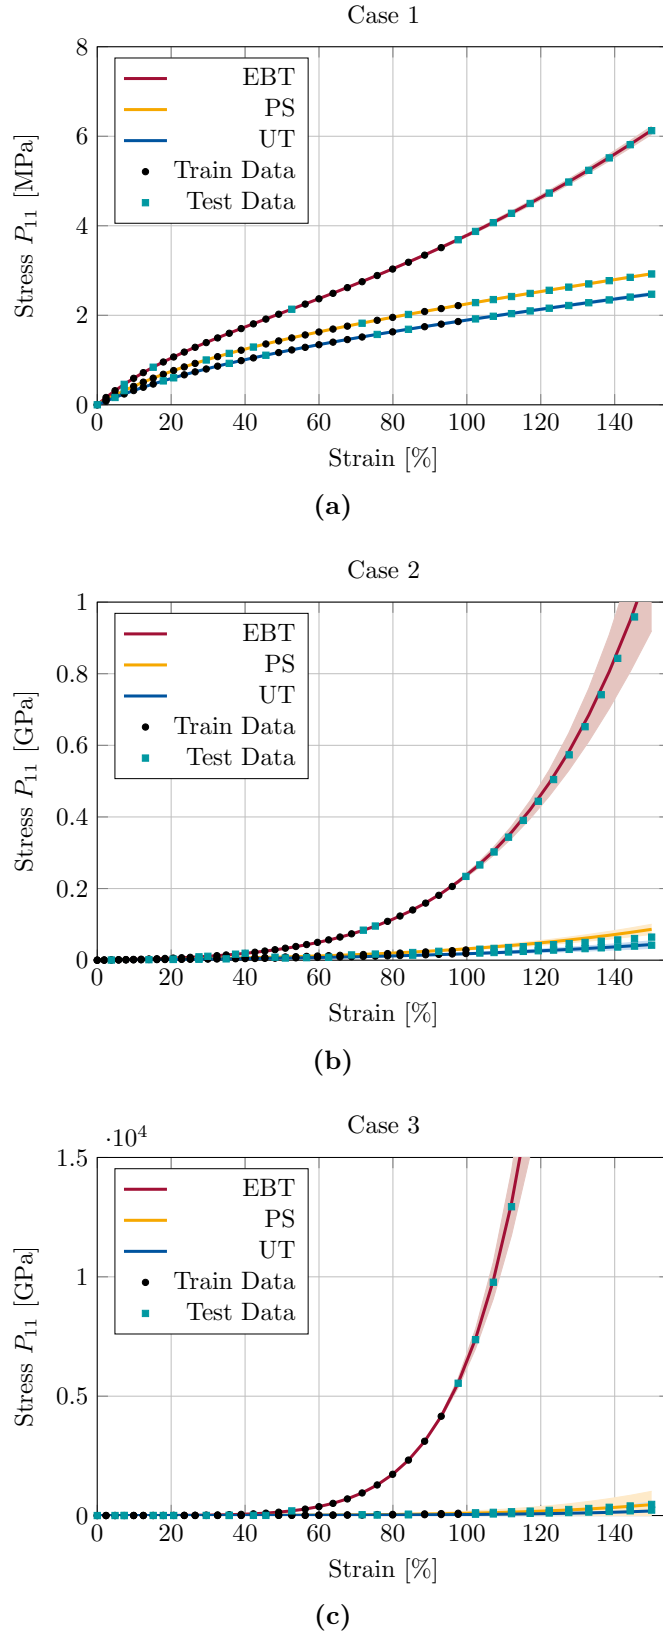 Case 1
8
6
4
2
0
Stress P₁₁ [MPa]
EBT
PS
UT
Train Data
Test Data
0 20 40 60 80 100 120 140
Strain [%]
(a)
Case 2
1
0.8
0.6
0.4
0.2
0
Stress P₁₁ [GPa]
EBT
PS
UT
Train Data
Test Data
0 20 40 60 80 100 120 140
Strain [%]
(b)
·10⁴
Case 3
1.5
1
0.5
0
Stress P₁₁ [GPa]
EBT
PS
UT
Train Data
Test Data
0 20 40 60 80 100 120 140
Strain [%]
(c)